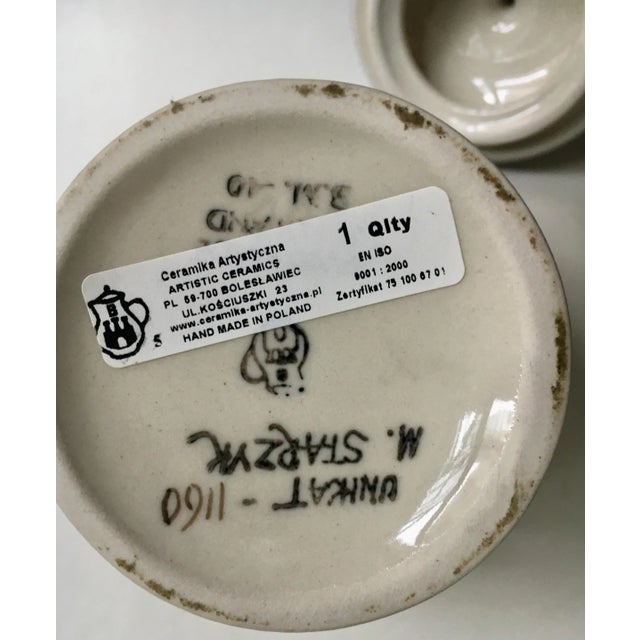 Ceramika Artystyczna
ARTISTIC CERAMICS
PL 59-700 BOLESŁAWIEC
UL.KOŚCIUSZKI 23
www.ceramika-artystyczna.pl
HAND MADE IN POLAND
B
5
1 Qlty
EN ISO
9001 : 2000
Zertyfikat 75 100 67 01
UNIKAT - 1160
M. STARZYK
B